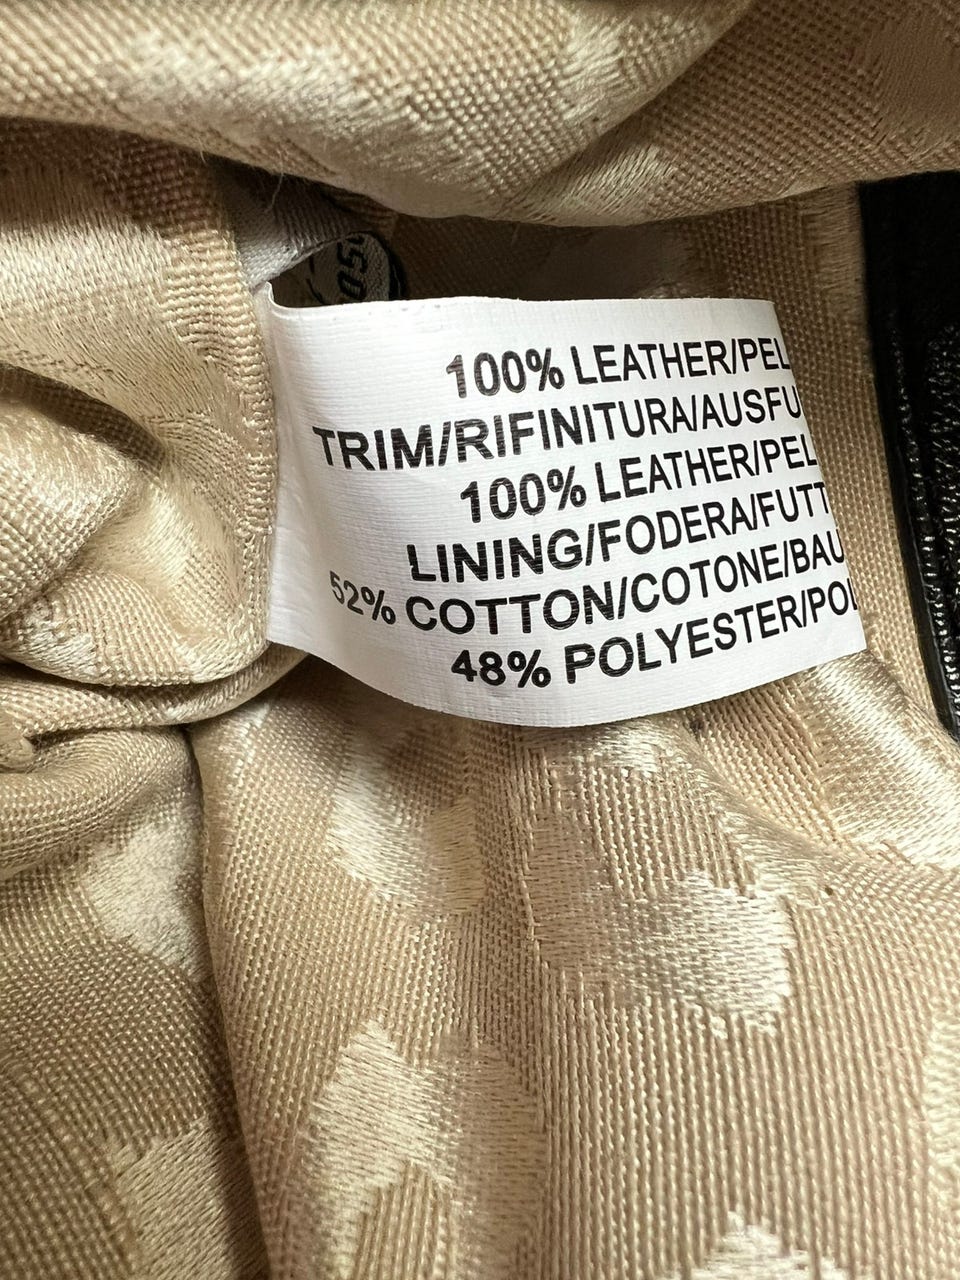 100% LEATHER/PEL
TRIM/RIFINITURA/AUSFU
100% LEATHER/PEL
LINING/FODERA/FUTT
52% COTTON/COTONE/BAU
48% POLYESTER/POL